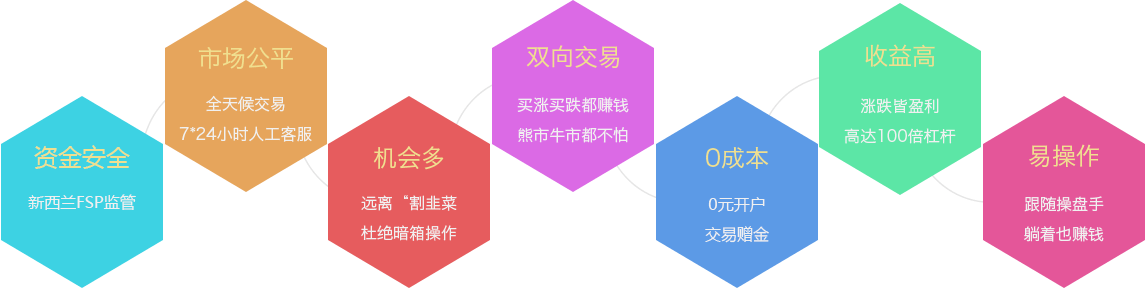 资金安全
新西兰FSP监管
市场公平
全天候交易
7*24小时人工客服
机会多
远离“割韭菜
杜绝暗箱操作
双向交易
买涨买跌都赚钱
熊市牛市都不怕
0成本
0元开户
交易赠金
收益高
涨跌皆盈利
高达100倍杠杆
易操作
跟随操盘手
躺着也赚钱